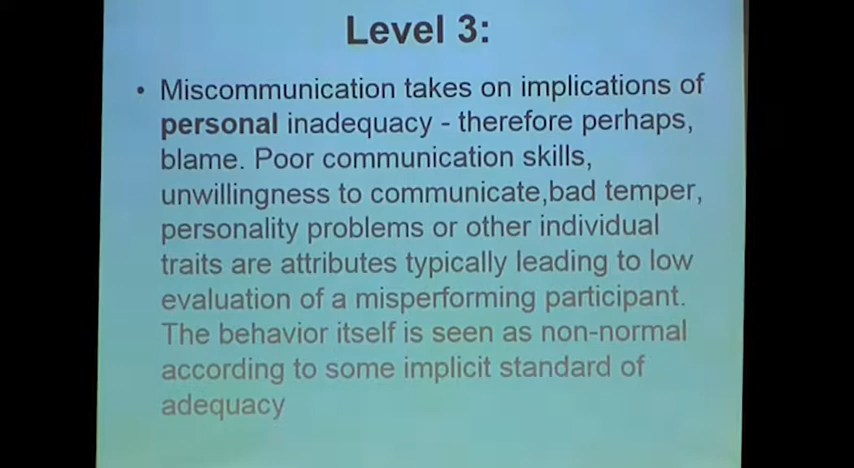 Level 3:
• Miscommunication takes on implications of
personal inadequacy - therefore perhaps,
blame. Poor communication skills,
unwillingness to communicate,bad temper,
personality problems or other individual
traits are attributes typically leading to low
evaluation of a misperforming participant.
The behavior itself is seen as non-normal
according to some implicit standard of
adequacy